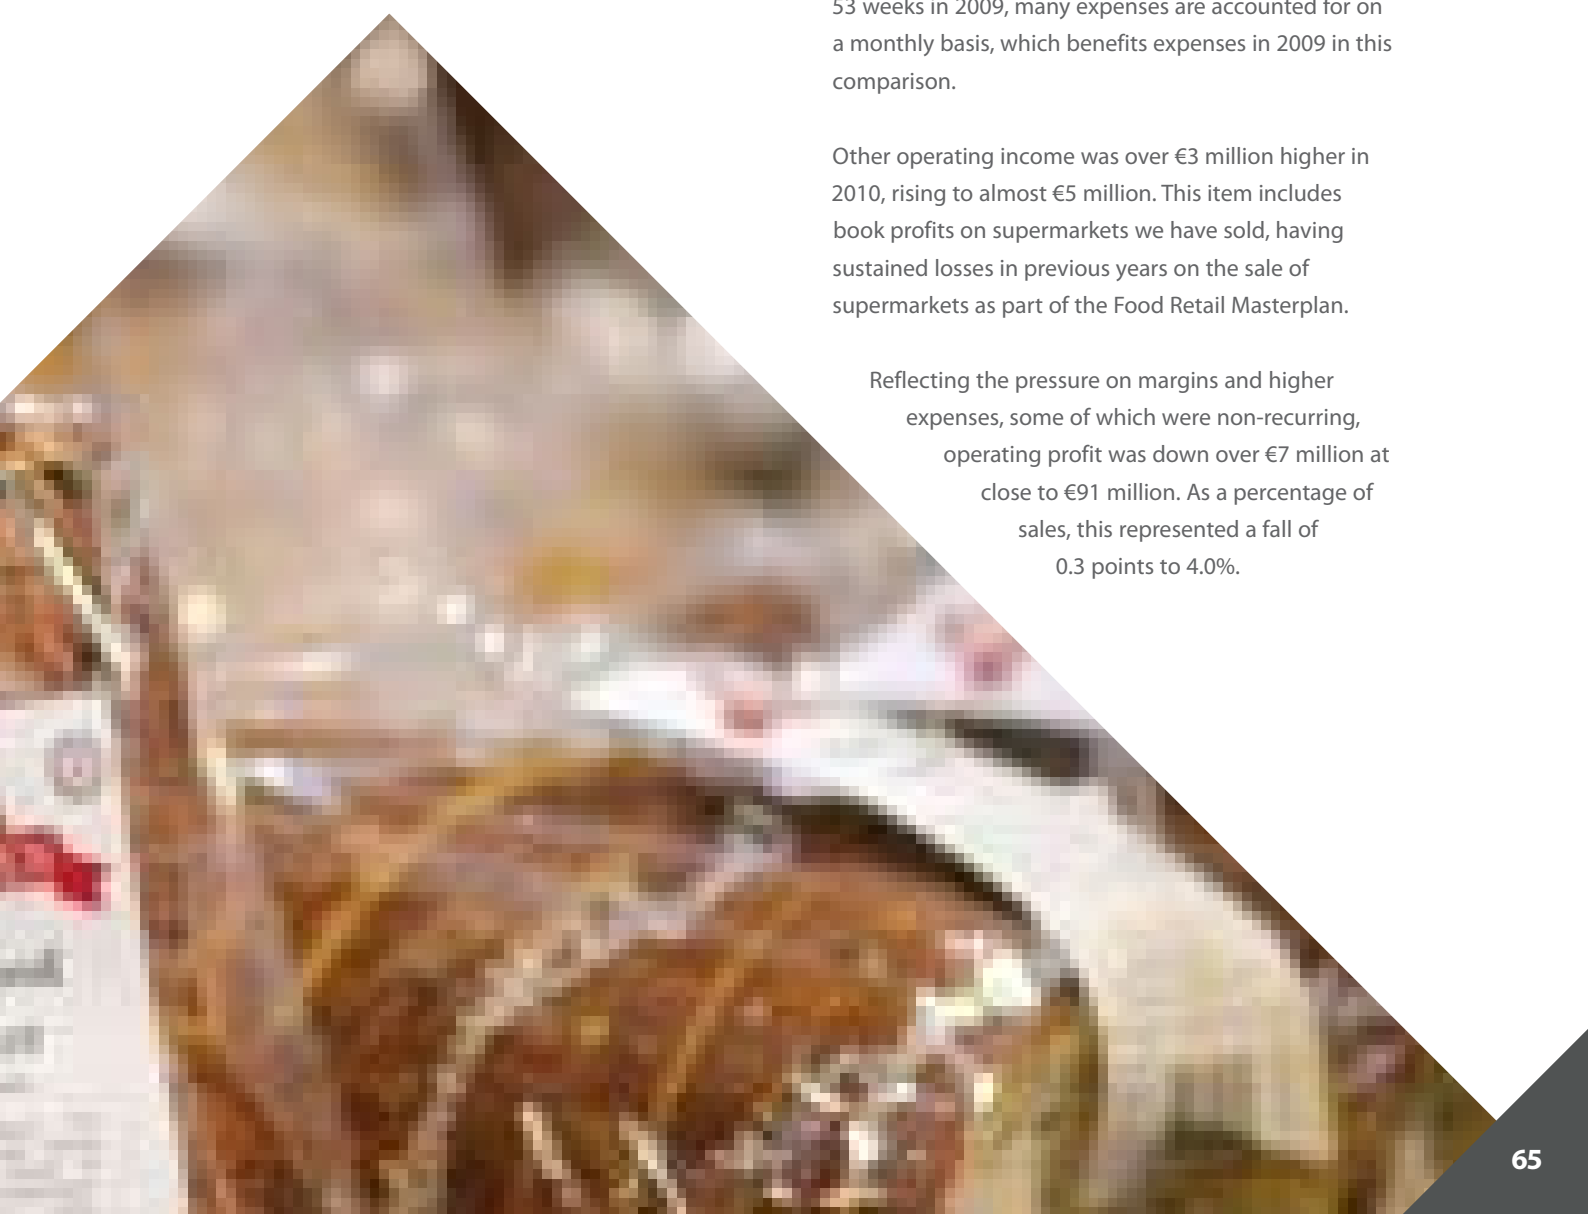 53 weeks in 2009, many expenses are accounted for on
a monthly basis, which benefits expenses in 2009 in this
comparison.
Other operating income was over €3 million higher in
2010, rising to almost €5 million. This item includes
book profits on supermarkets we have sold, having
sustained losses in previous years on the sale of
supermarkets as part of the Food Retail Masterplan.
Reflecting the pressure on margins and higher
expenses, some of which were non-recurring,
operating profit was down over €7 million at
close to €91 million. As a percentage of
sales, this represented a fall of
0.3 points to 4.0%.
65